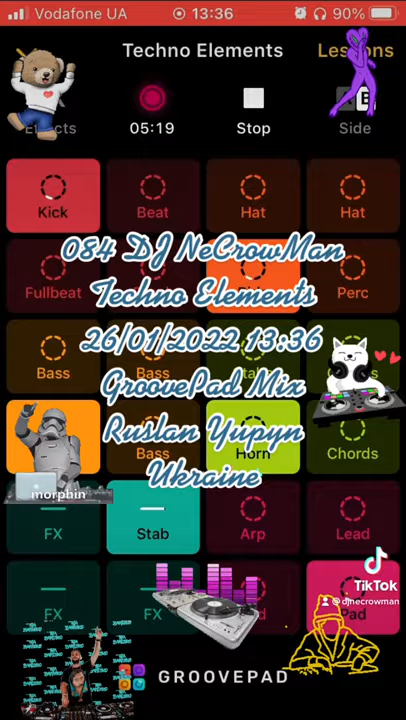 Vodafone UA 13:36 90%
Techno Elements Lessons
Effects 05:19 Stop Side
Kick Beat Hat Hat
084 DJ NeCrowMan
Fullbeat Perc
Techno Elements
26/01/2022 13:36
Bass Bass
GroovePad Mix
Ruslan Yupyn
Bass Horn Chords
Ukraine
morphin
FX Stab Arp Lead
TikTok
@djnecrowman
FX FX Pad
GROOVEPAD